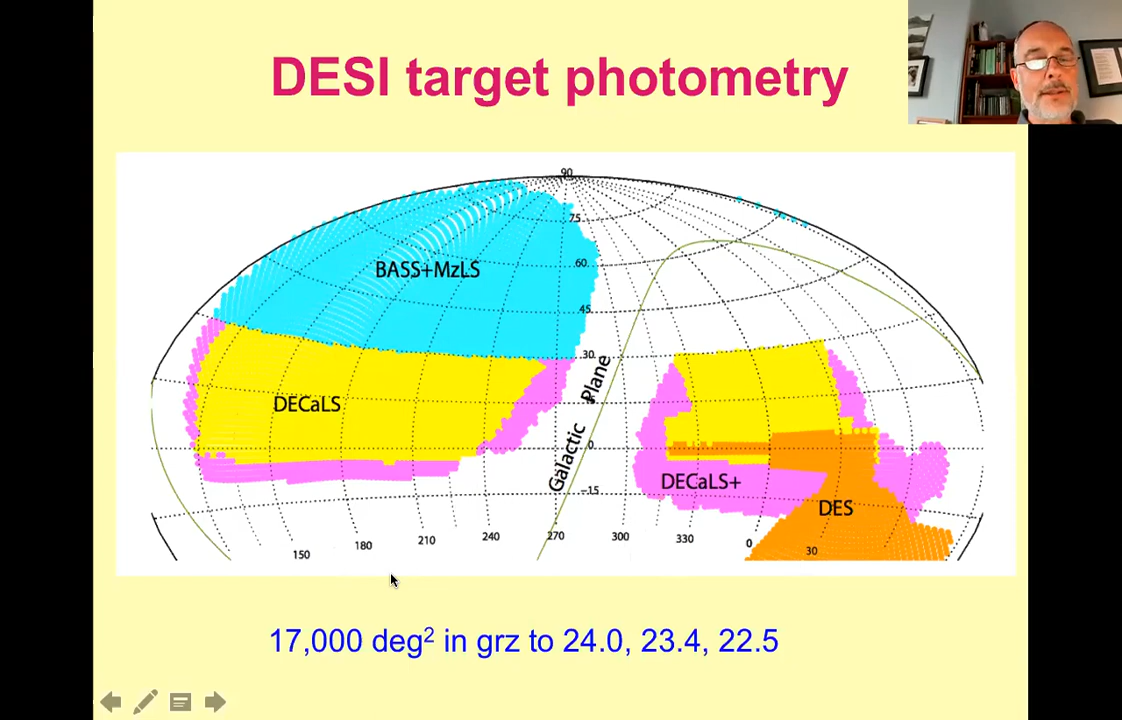 DESI target photometry
90
75
60
45
30
0
−15
BASS+MzLS
DECaLS
Galactic Plane
DECaLS+
DES
150
180
210
240
270
300
330
0
30
17,000 deg² in grz to 24.0, 23.4, 22.5